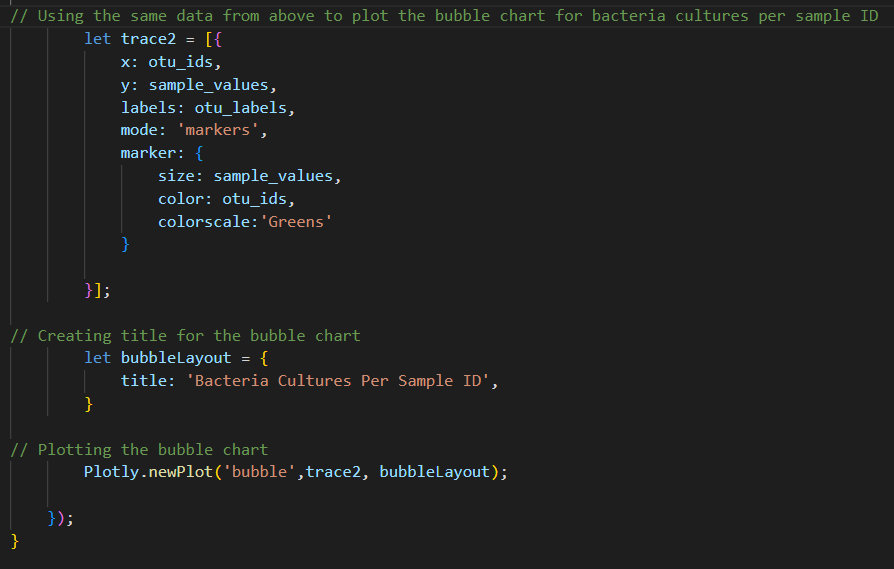 // Using the same data from above to plot the bubble chart for bacteria cultures per sample ID
let trace2 = [{
x: otu_ids,
y: sample_values,
labels: otu_labels,
mode: 'markers',
marker: {
size: sample_values,
color: otu_ids,
colorscale:'Greens'
}
}];
// Creating title for the bubble chart
let bubbleLayout = {
title: 'Bacteria Cultures Per Sample ID',
}
// Plotting the bubble chart
Plotly.newPlot('bubble',trace2, bubbleLayout);
});
}